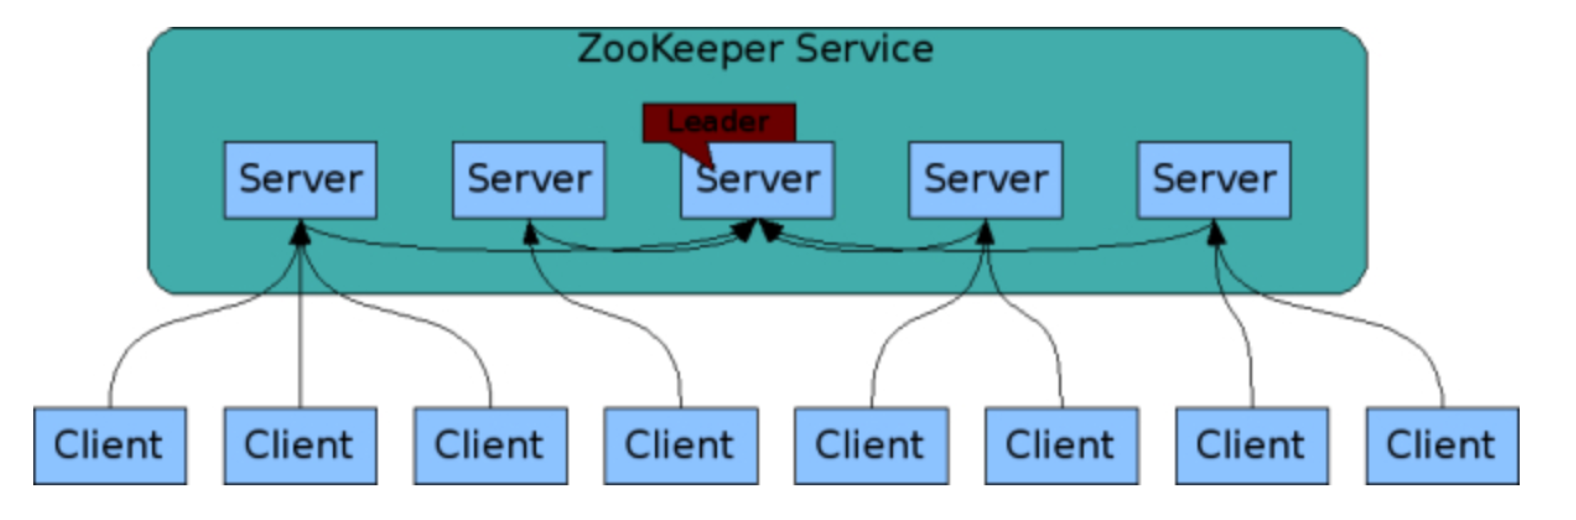 ZooKeeper Service
Leader
Server
Server
Server
Server
Server
Client
Client
Client
Client
Client
Client
Client
Client